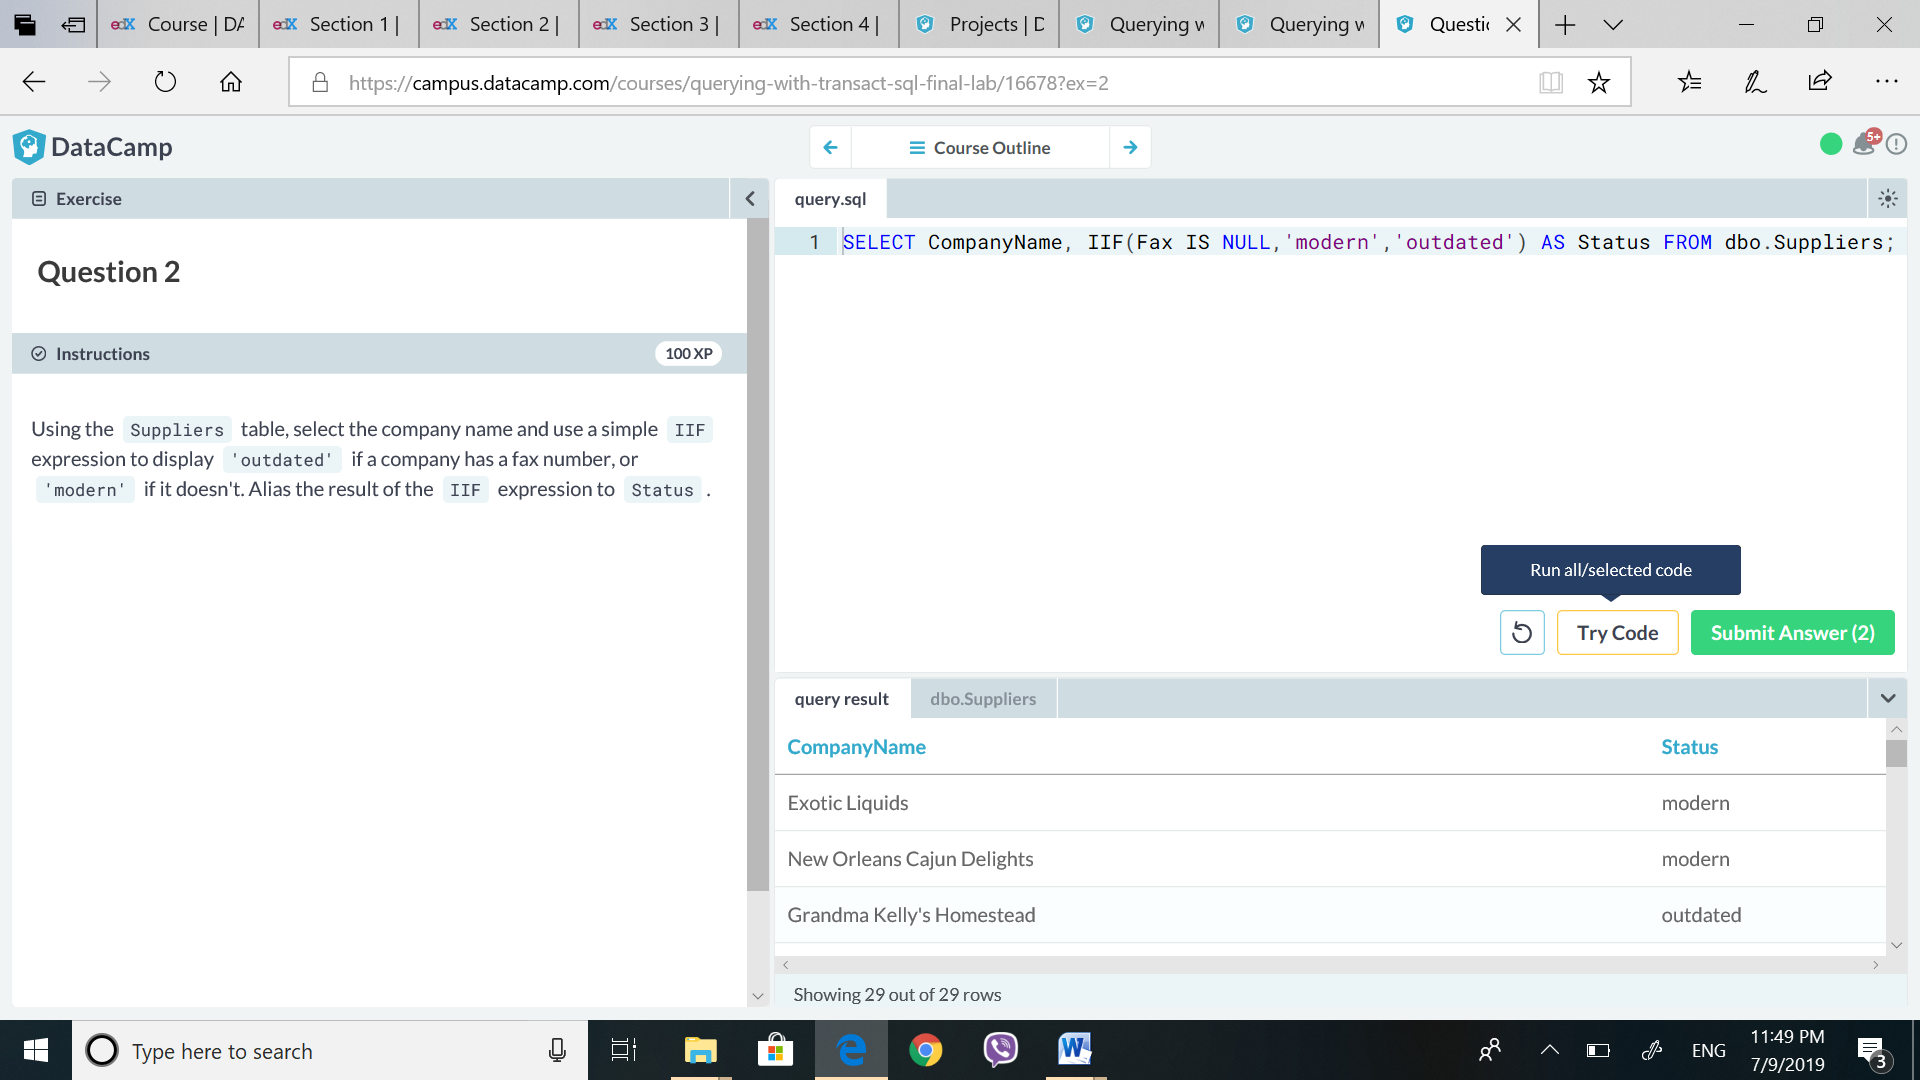 Course | DA
Section 1 |
Section 2 |
Section 3 |
Section 4 |
Projects | D
Querying w
Querying w
Questi
https://campus.datacamp.com/courses/querying-with-transact-sql-final-lab/16678?ex=2
DataCamp
Course Outline
5+
Exercise
query.sql
1 SELECT CompanyName, IIF(Fax IS NULL,'modern','outdated') AS Status FROM dbo.Suppliers;
Question 2
Instructions
100 XP
Using the Suppliers table, select the company name and use a simple IIF
expression to display 'outdated' if a company has a fax number, or
'modern' if it doesn't. Alias the result of the IIF expression to Status .
Run all/selected code
Try Code
Submit Answer (2)
query result
dbo.Suppliers
CompanyName Status
Exotic Liquids modern
New Orleans Cajun Delights modern
Grandma Kelly's Homestead outdated
Showing 29 out of 29 rows
Type here to search
ENG
11:49 PM
7/9/2019
3